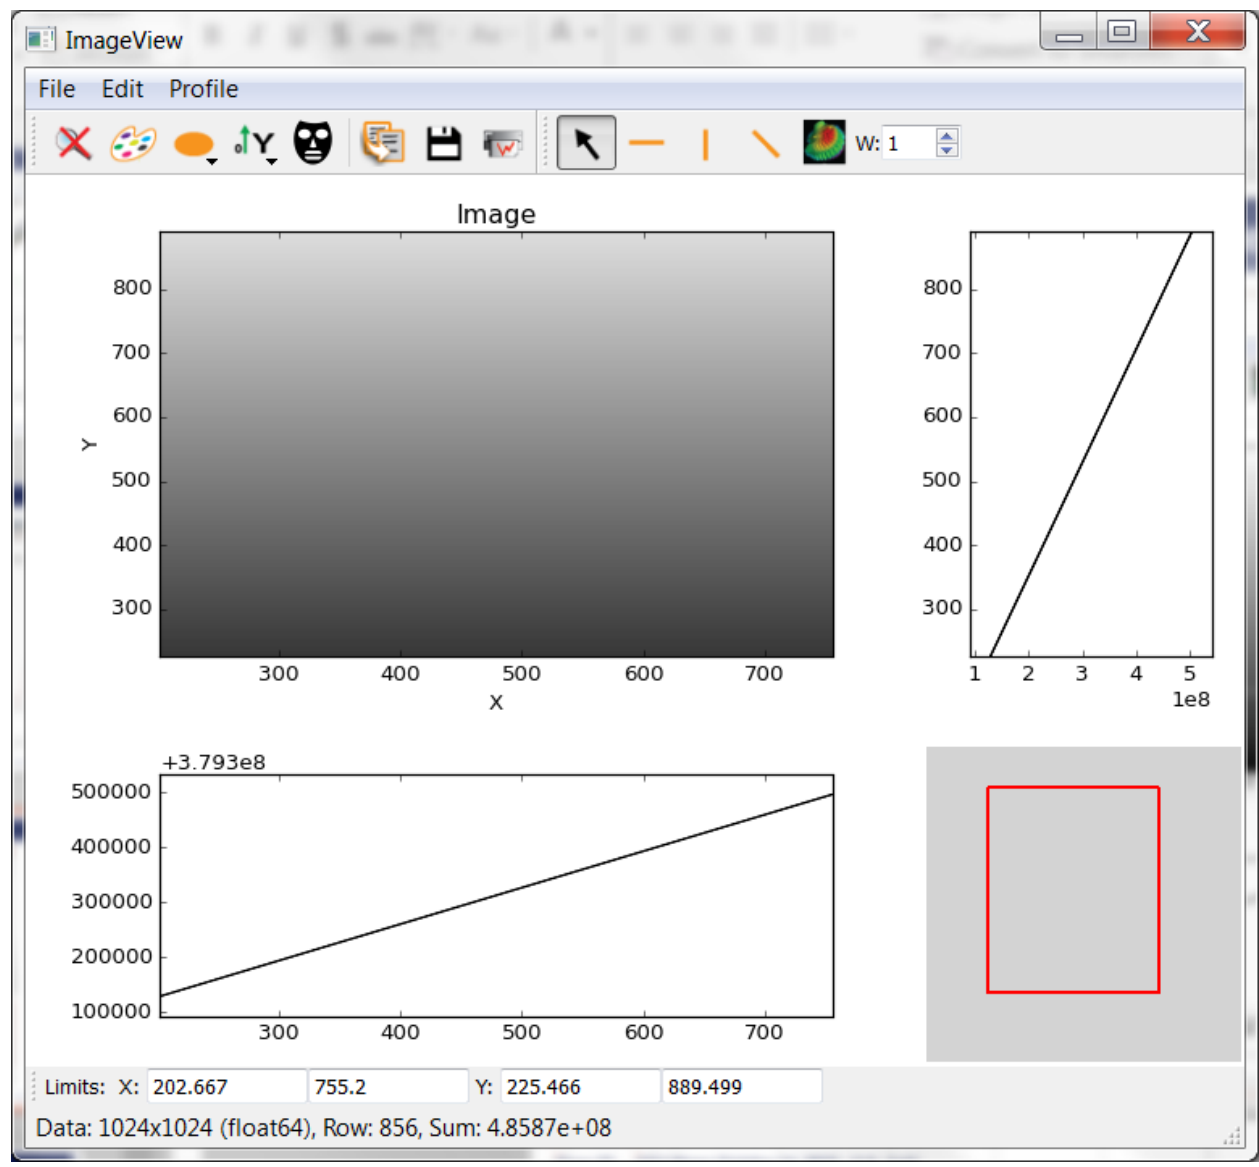 ImageView
File Edit Profile
Y W: 1
Image
800
700
600
500
400
300
Y
300 400 500 600 700
X
800
700
600
500
400
300
1 2 3 4 5
1e8
+3.793e8
500000
400000
300000
200000
100000
300 400 500 600 700
Limits: X: 202.667 755.2 Y: 225.466 889.499
Data: 1024x1024 (float64), Row: 856, Sum: 4.8587e+08